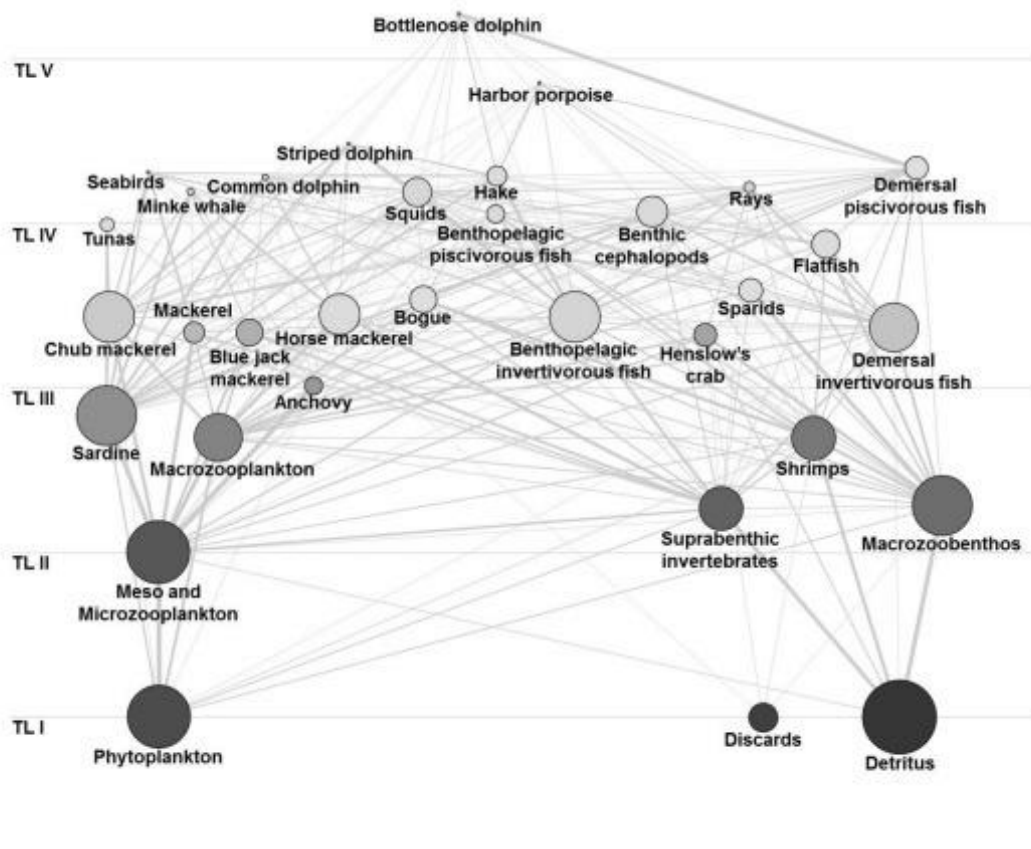 Bottlenose dolphin
TL V
Harbor porpoise
Striped dolphin
Seabirds
Common dolphin
Minke whale
Squids
Hake
Rays
Demersal
piscivorous fish
TL IV
Tunas
Benthopelagic
piscivorous fish
Benthic
cephalopods
Flatfish
Mackerel
Chub mackerel
Blue jack
mackerel
Horse mackerel
Bogue
Benthopelagic
invertivorous fish
Sparids
Henslow's
crab
Demersal
invertivorous fish
TL III
Anchovy
Sardine
Macrozooplankton
Shrimps
Suprabenthic
invertebrates
Macrozoobenthos
TL II
Meso and
Microzooplankton
TL I
Phytoplankton
Discards
Detritus